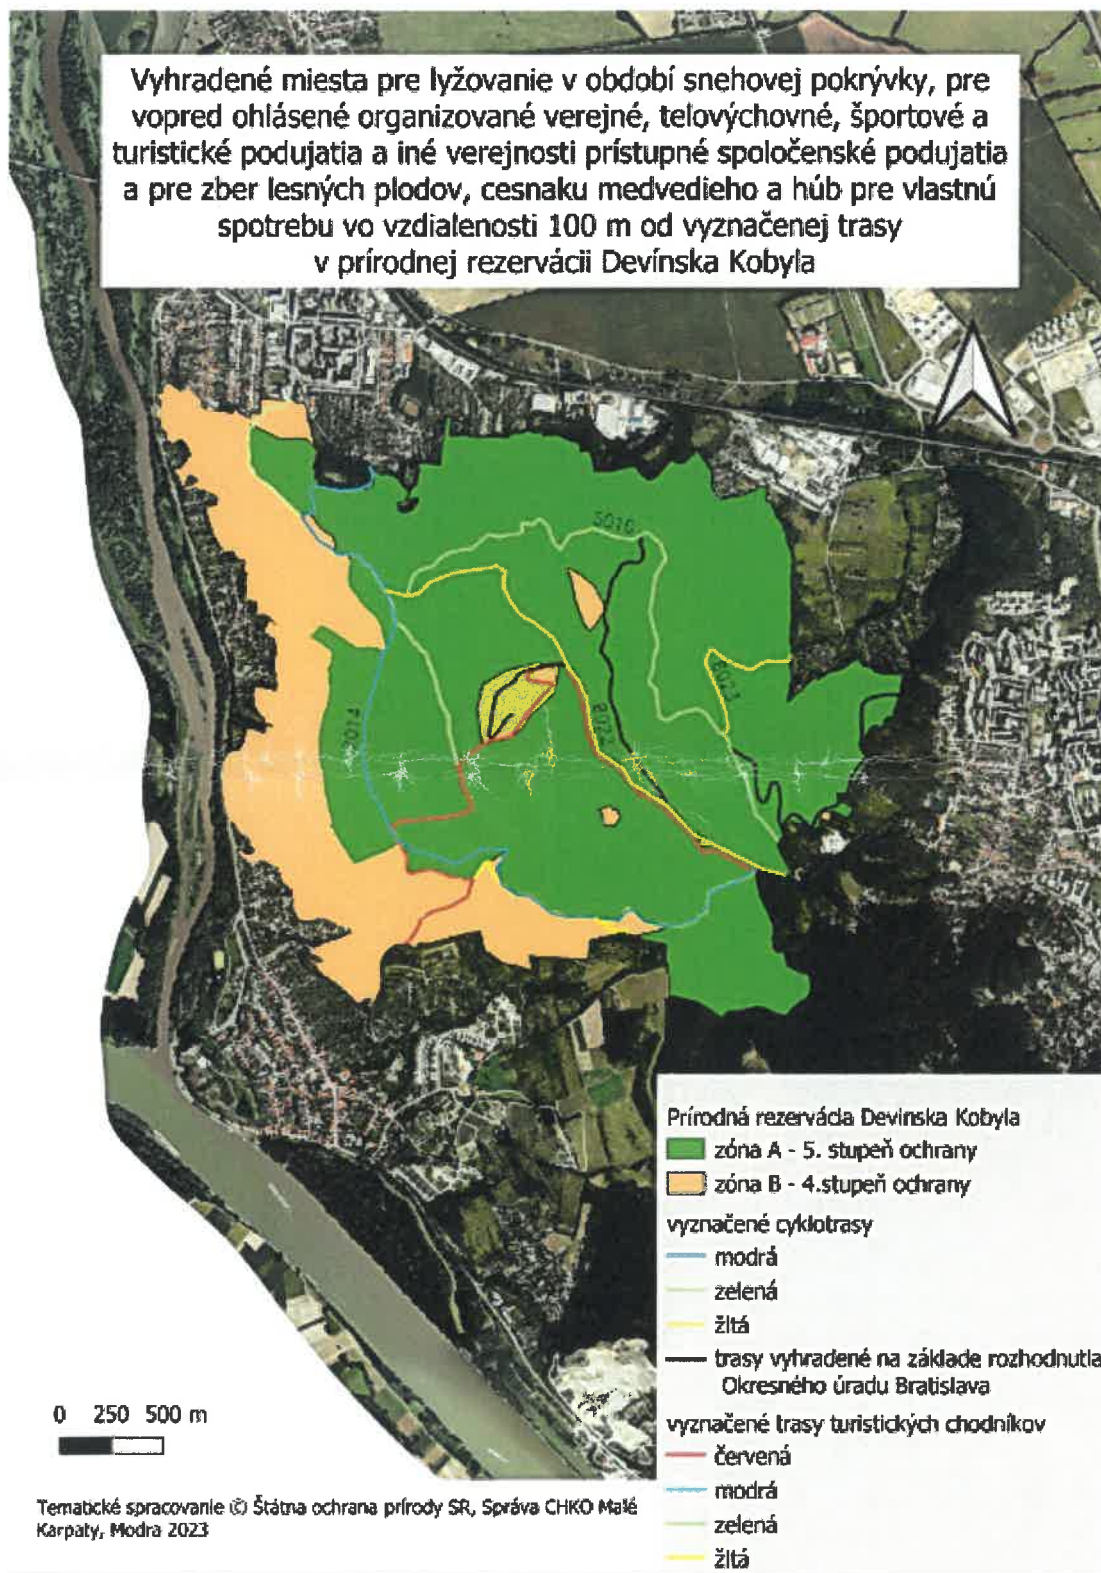 Vyhradené miesta pre lyžovanie v období snehovej pokrývky, pre
vopred ohlásené organizované verejné, telovýchovné, športové a
turistické podujatia a iné verejnosti prístupné spoločenské podujatia
a pre zber lesných plodov, cesnaku medvedieho a húb pre vlastnú
spotrebu vo vzdialenosti 100 m od vyznačenej trasy
v prírodnej rezervácii Devínska Kobyla
5010
8023
Prírodná rezervácia Devínska Kobyla
zóna A - 5. stupeň ochrany
zóna B - 4.stupeň ochrany
vyznačené cyklotrasy
modrá
zelená
žltá
trasy vyhradené na základe rozhodnutia
Okresného úradu Bratislava
vyznačené trasy turistických chodníkov
červená
modrá
zelená
žltá
0 250 500 m
Tematické spracovanie © Štátna ochrana prírody SR, Správa CHKO Malé
Karpaty, Modra 2023